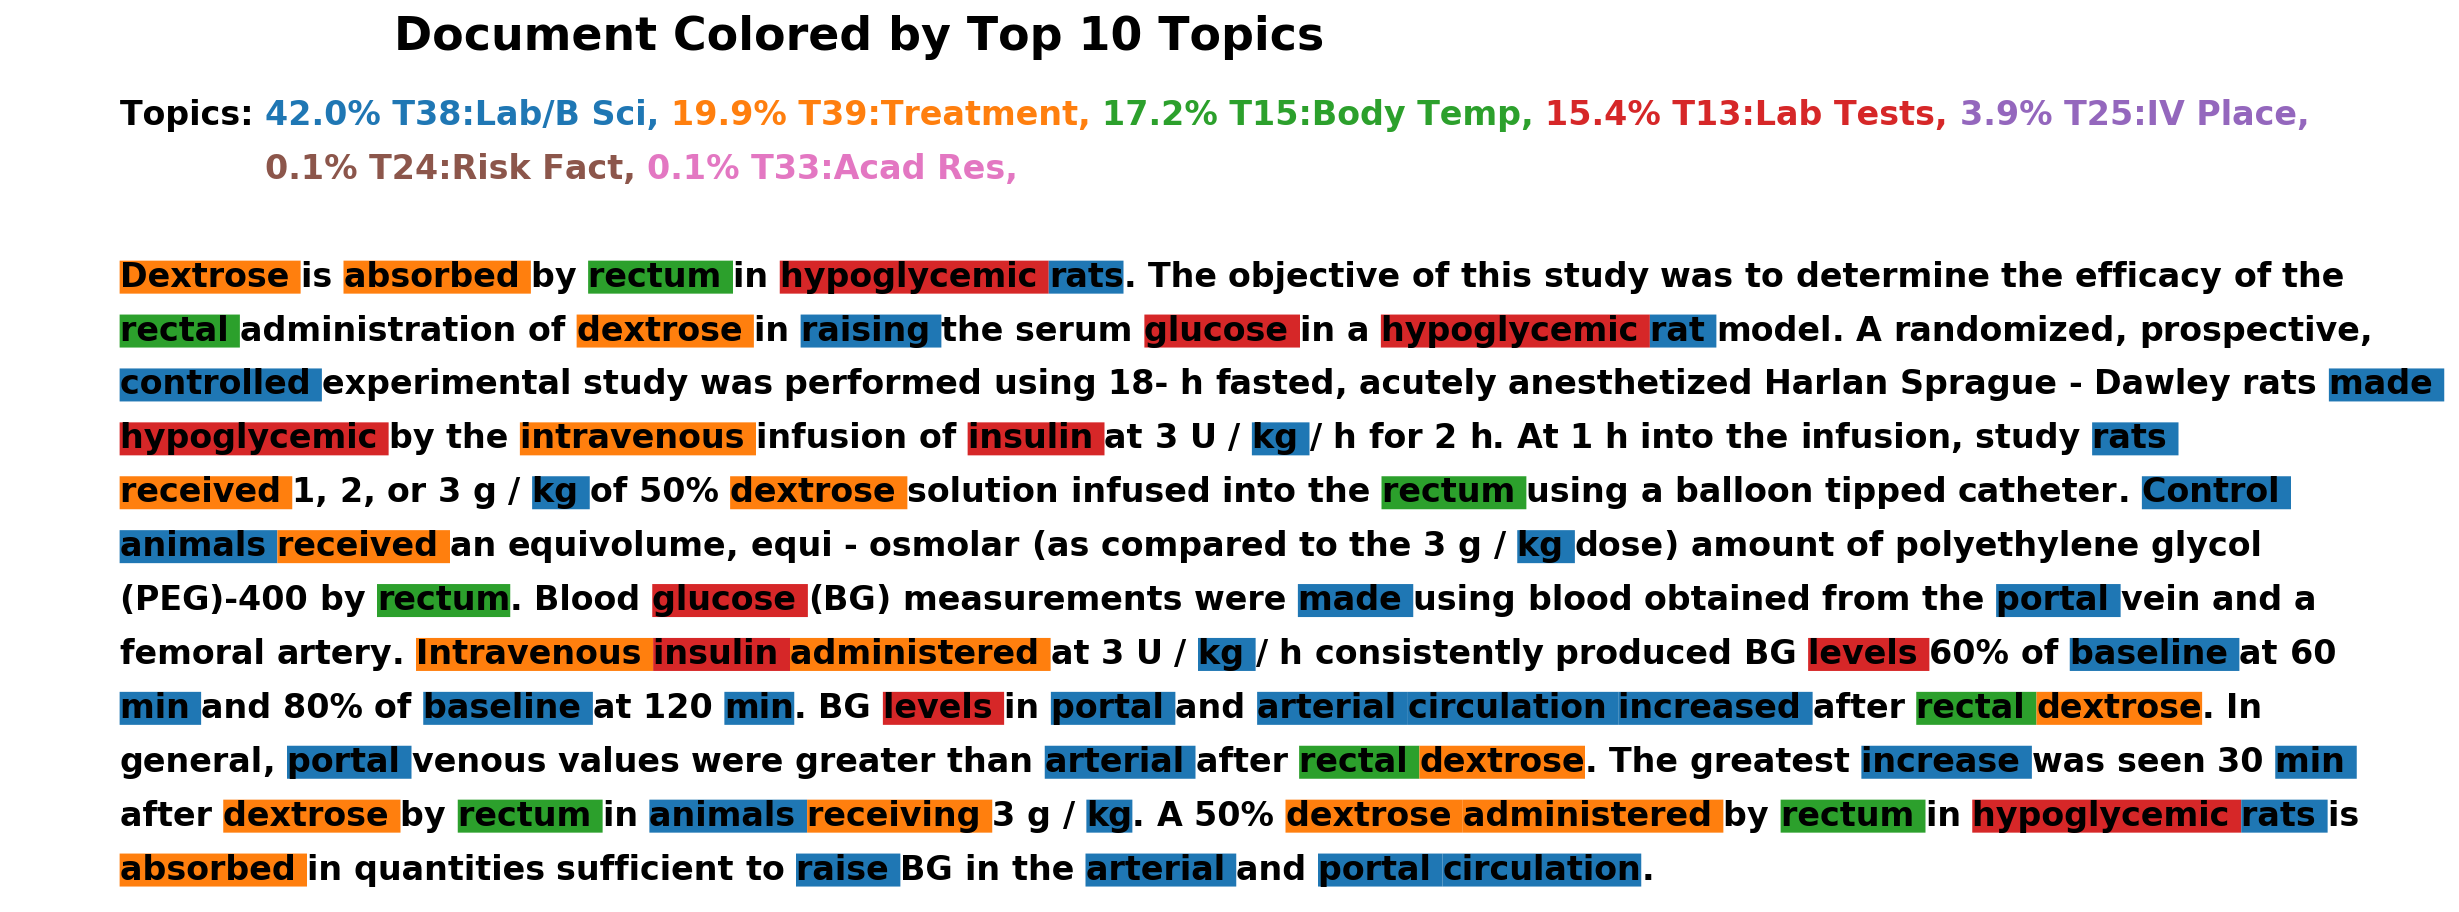 Document Colored by Top 10 Topics
Topics: 42.0% T38:Lab/B Sci, 19.9% T39:Treatment, 17.2% T15:Body Temp, 15.4% T13:Lab Tests, 3.9% T25:IV Place,
0.1% T24:Risk Fact, 0.1% T33:Acad Res,
Dextrose is absorbed by rectum in hypoglycemic rats. The objective of this study was to determine the efficacy of the
rectal administration of dextrose in raising the serum glucose in a hypoglycemic rat model. A randomized, prospective,
controlled experimental study was performed using 18- h fasted, acutely anesthetized Harlan Sprague - Dawley rats made
hypoglycemic by the intravenous infusion of insulin at 3 U / kg / h for 2 h. At 1 h into the infusion, study rats
received 1, 2, or 3 g / kg of 50% dextrose solution infused into the rectum using a balloon tipped catheter. Control
animals received an equivolume, equi - osmolar (as compared to the 3 g / kg dose) amount of polyethylene glycol
(PEG)-400 by rectum. Blood glucose (BG) measurements were made using blood obtained from the portal vein and a
femoral artery. Intravenous insulin administered at 3 U / kg / h consistently produced BG levels 60% of baseline at 60
min and 80% of baseline at 120 min. BG levels in portal and arterial circulation increased after rectal dextrose. In
general, portal venous values were greater than arterial after rectal dextrose. The greatest increase was seen 30 min
after dextrose by rectum in animals receiving 3 g / kg. A 50% dextrose administered by rectum in hypoglycemic rats is
absorbed in quantities sufficient to raise BG in the arterial and portal circulation.